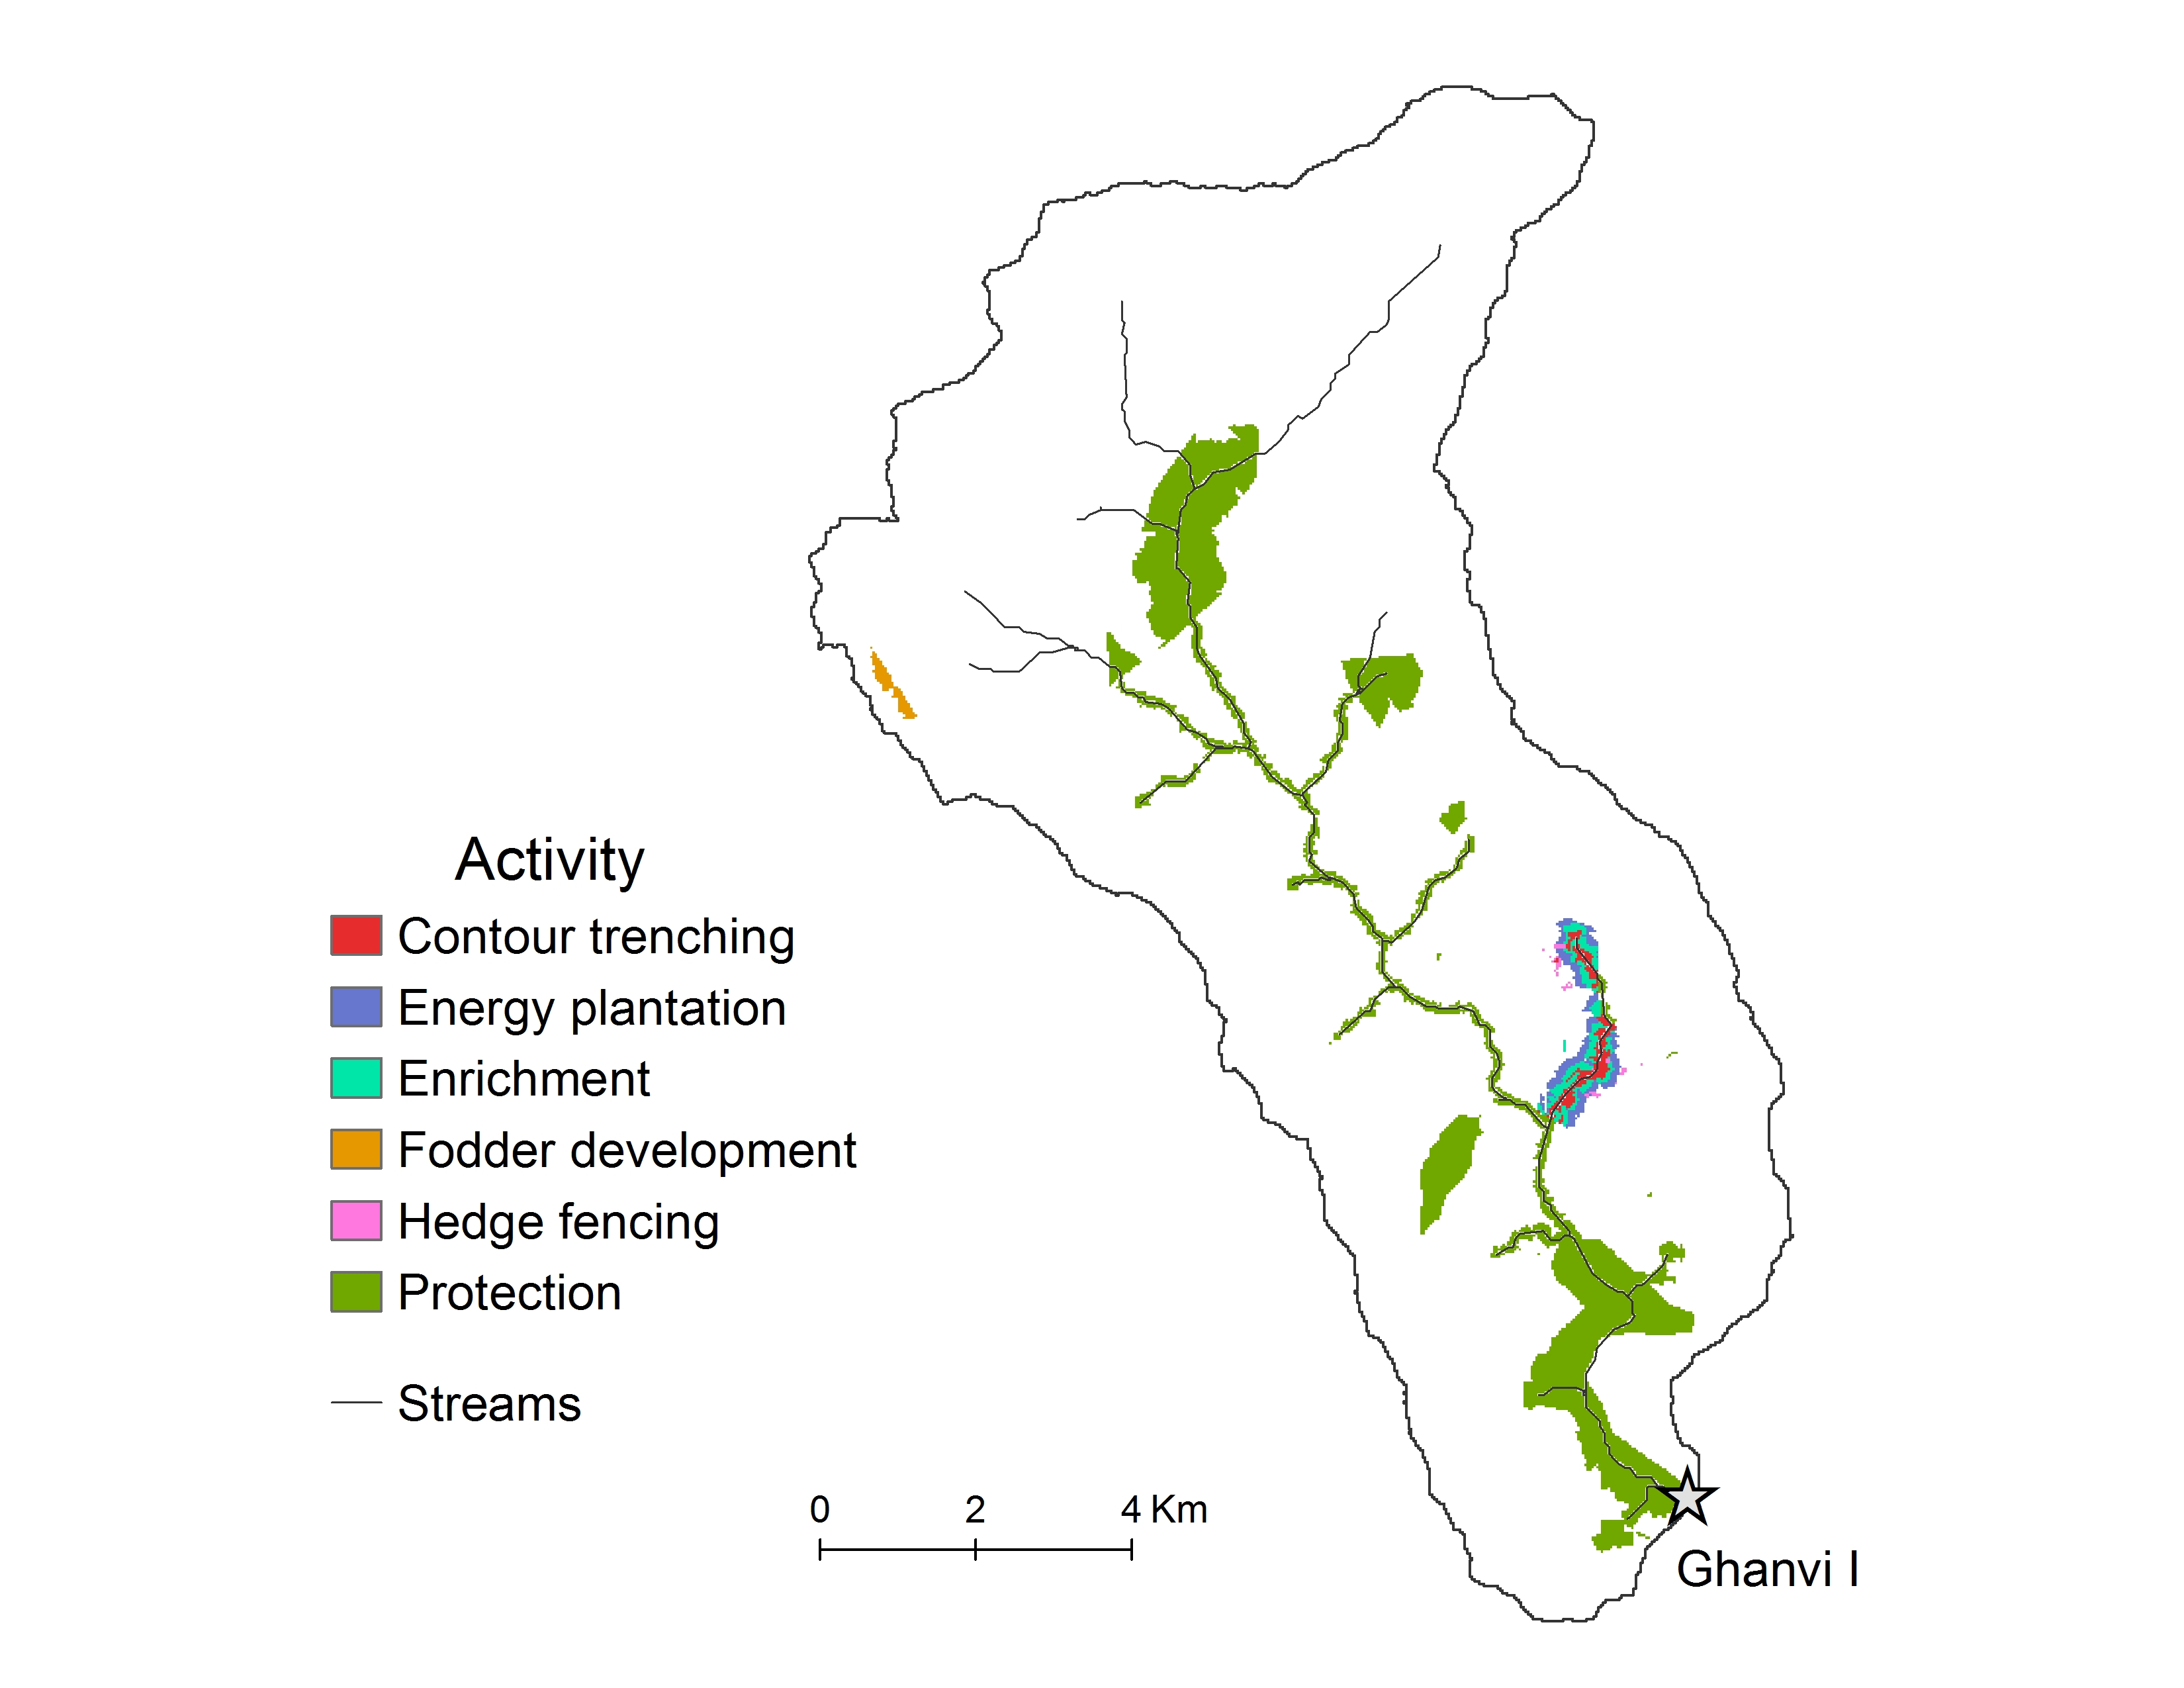 Activity
Contour trenching
Energy plantation
Enrichment
Fodder development
Hedge fencing
Protection
Streams
0 2 4 Km
Ghanvi I